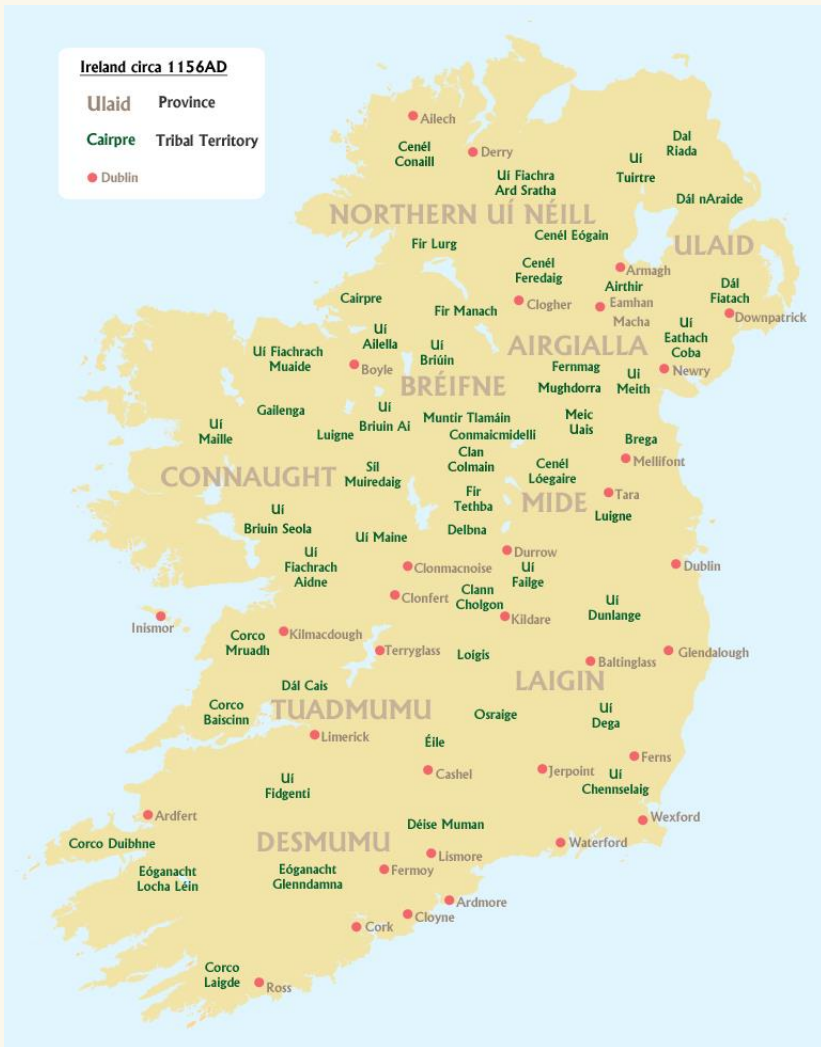 Ireland circa 1156AD
Ulaid Province
Cairpre Tribal Territory
Dublin
Ailech
Cenél
Conaill
Derry
Dal
Riada
Uí
Tuirtre
Uí Fiachra
Ard Sratha
Dál nAraide
NORTHERN UÍ NÉILL
Cenél Eógain
ULAID
Fir Lurg
Cenél
Feredaig
Armagh
Airthir
Dál
Fiatach
Cairpre
Fir Manach
Clogher
Eamhan
Macha
Downpatrick
Uí
Ailella
Uí
Briúin
Uí
Eathach
Coba
Uí Fiachrach
Muaide
AIRGIALLA
Boyle
Fernmag
Ui
Meith
Newry
BRÉIFNE
Mughdorra
Gailenga
Uí
Briuin Ai
Muntir Tlamáin
Meic
Uais
Uí
Maille
Luigne
Conmaicmidelli
Brega
Clan
Colmain
Mellifont
CONNAUGHT
Síl
Muiredaig
Cenél
Lóegaire
Fir
Tethba
MIDE
Tara
Luigne
Uí
Briuin Seola
Uí Maine
Delbna
Uí
Fiachrach
Aidne
Durrow
Clonmacnoise
Uí
Failge
Dublin
Clonfert
Clann
Cholgon
Uí
Dunlange
Inismor
Kildare
Corco
Mruadh
Kilmacdough
Terryglass
Loigis
Baltinglass
Glendalough
Dál Cais
LAIGIN
Corco
Baiscinn
TUADMUMU
Osraige
Uí
Dega
Limerick
Éile
Cashel
Jerpoint
Ferns
Uí
Fidgenti
Uí
Chennselaig
Ardfert
Wexford
Corco Duibhne
DESMUMU
Déise Muman
Waterford
Lismore
Eóganacht
Locha Léin
Eóganacht
Glenndamna
Fermoy
Ardmore
Cloyne
Cork
Corco
Laigde
Ross